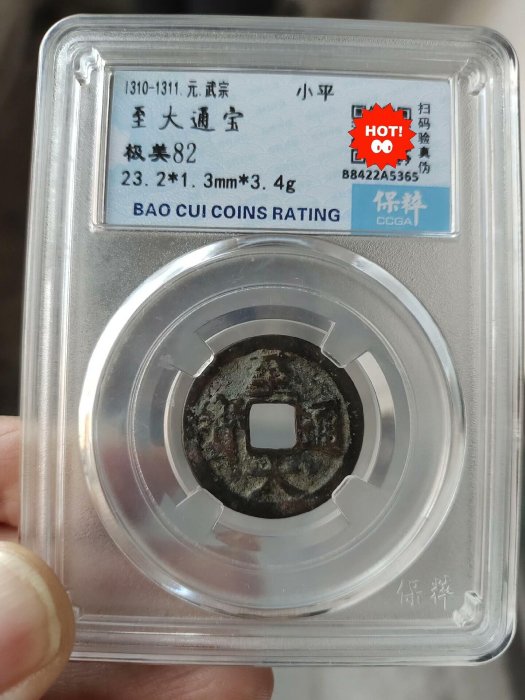 1310-1311.元.武宗 小平
至大通宝
极美82
23.2*1.3mm*3.4g
BAO CUI COINS RATING
扫码验真伪
HOT!
B8422A5365
保粹
CCGA
至大通寶
保粹